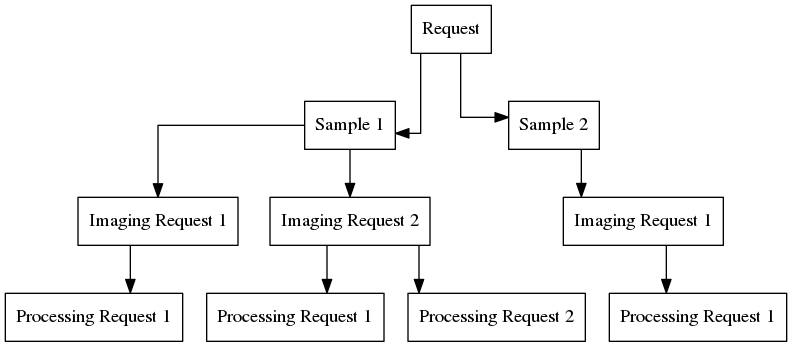 Request
Sample 1
Sample 2
Imaging Request 1
Imaging Request 2
Imaging Request 1
Processing Request 1
Processing Request 1
Processing Request 2
Processing Request 1